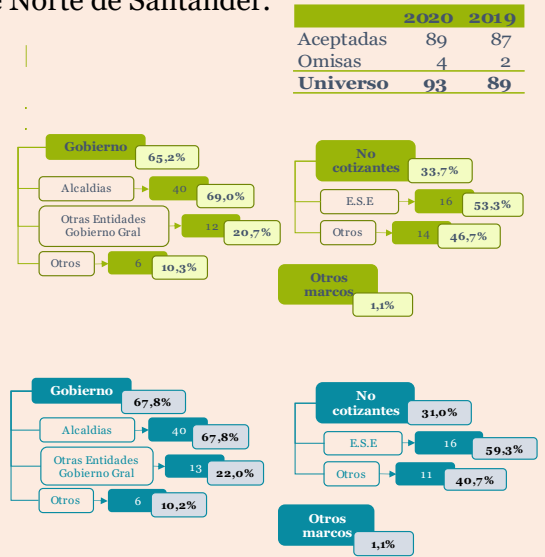 e Norte de Santander.
2020 2019
Aceptadas 89 87
Omisas 4 2
Universo 93 89
Gobierno
65,2%
Alcaldias 40
69,0%
Otras Entidades
Gobierno Gral
12
20,7%
Otros 6
10,3%
No
cotizantes
33,7%
E.S.E 16
53,3%
Otros 14
46,7%
Otros
marcos
1,1%
Gobierno
67,8%
Alcaldias 40
67,8%
Otras Entidades
Gobierno Gral
13
22,0%
Otros 6
10,2%
No
cotizantes
31,0%
E.S.E 16
59,3%
Otros 11
40,7%
Otros
marcos
1,1%